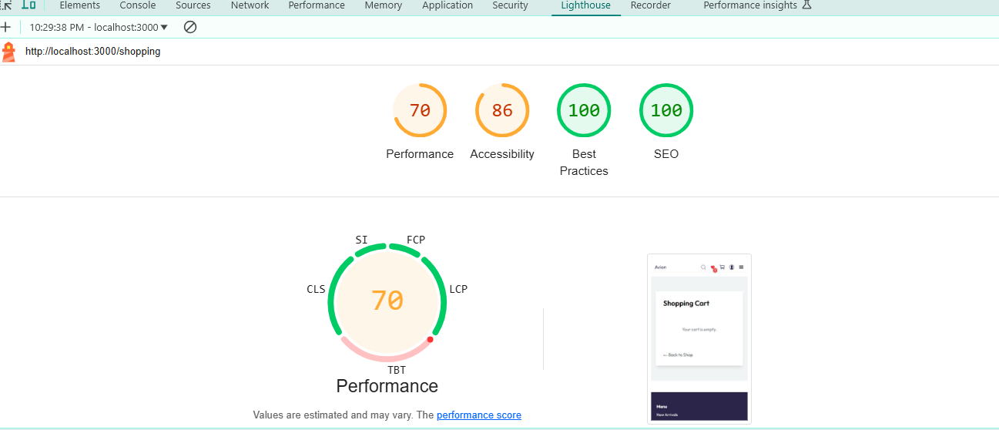 Elements Console Sources Network Performance Memory Application Security Lighthouse Recorder Performance insights
10:29:38 PM - localhost:3000
http://localhost:3000/shopping
70 86 100 100
Performance Accessibility Best Practices SEO
SI FCP
CLS LCP
70
TBT
Performance
Values are estimated and may vary. The performance score
Avion
Shopping Cart
Your cart is empty.
← Back to Shop
Menu
New Arrivals